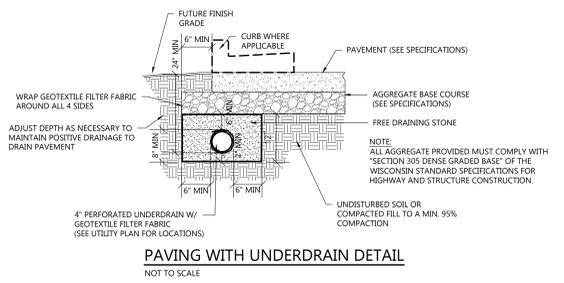 FUTURE FINISH
GRADE
6" MIN
CURB WHERE
APPLICABLE
24" MIN
PAVEMENT (SEE SPECIFICATIONS)
WRAP GEOTEXTILE FILTER FABRIC
AROUND ALL 4 SIDES
AGGREGATE BASE COURSE
(SEE SPECIFICATIONS)
6" MIN
FREE DRAINING STONE
ADJUST DEPTH AS NECESSARY TO
MAINTAIN POSITIVE DRAINAGE TO
DRAIN PAVEMENT
8" MIN
2" MIN
12"
NOTE:
ALL AGGREGATE PROVIDED MUST COMPLY WITH
"SECTION 305 DENSE GRADED BASE" OF THE
WISCONSIN STANDARD SPECIFICATIONS FOR
HIGHWAY AND STRUCTURE CONSTRUCTION.
6" MIN
6" MIN
UNDISTURBED SOIL OR
COMPACTED FILL TO A MIN. 95%
COMPACTION
4" PERFORATED UNDERDRAIN W/
GEOTEXTILE FILTER FABRIC
(SEE UTILITY PLAN FOR LOCATIONS)
PAVING WITH UNDERDRAIN DETAIL
NOT TO SCALE